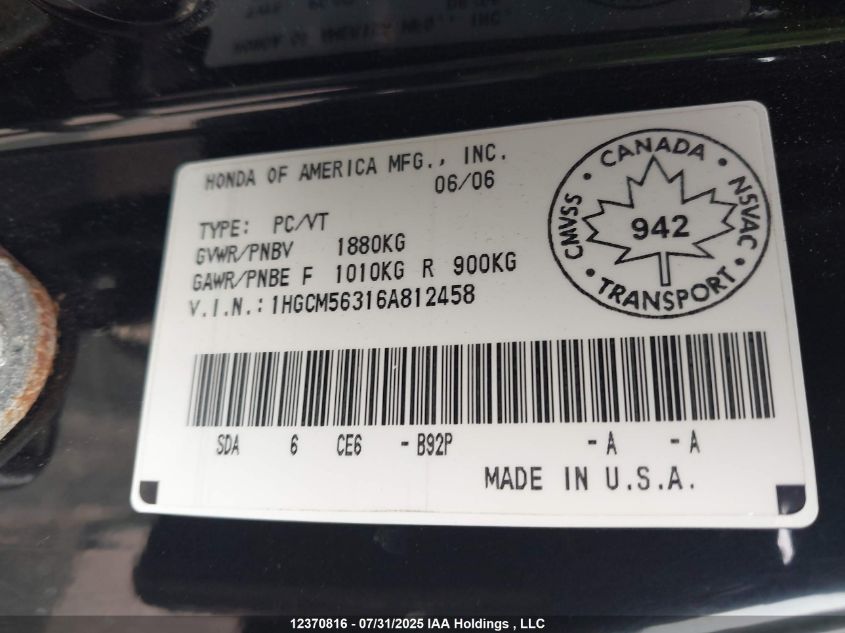 HONDA OF AMERICA MFG., INC.
06/06
TYPE: PC/VT
GVWR/PNBV 1880KG
GAWR/PNBE F 1010KG R 900KG
V.I.N.: 1HGCM56316A812458
CANADA
CMVSS
942
NSVAC
TRANSPORT
SDA 6 CE6 -B92P -A -A
MADE IN U.S.A.
12370816 - 07/31/2025 IAA Holdings , LLC